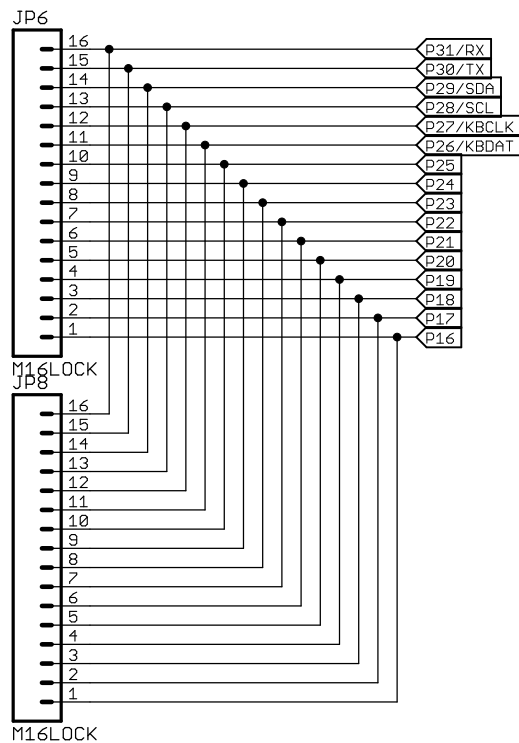 JP6
16 P31/RX
15 P30/TX
14 P29/SDA
13 P28/SCL
12 P27/KBCLK
11 P26/KBDAT
10 P25
9 P24
8 P23
7 P22
6 P21
5 P20
4 P19
3 P18
2 P17
1 P16
M16LOCK
JP8
16
15
14
13
12
11
10
9
8
7
6
5
4
3
2
1
M16LOCK